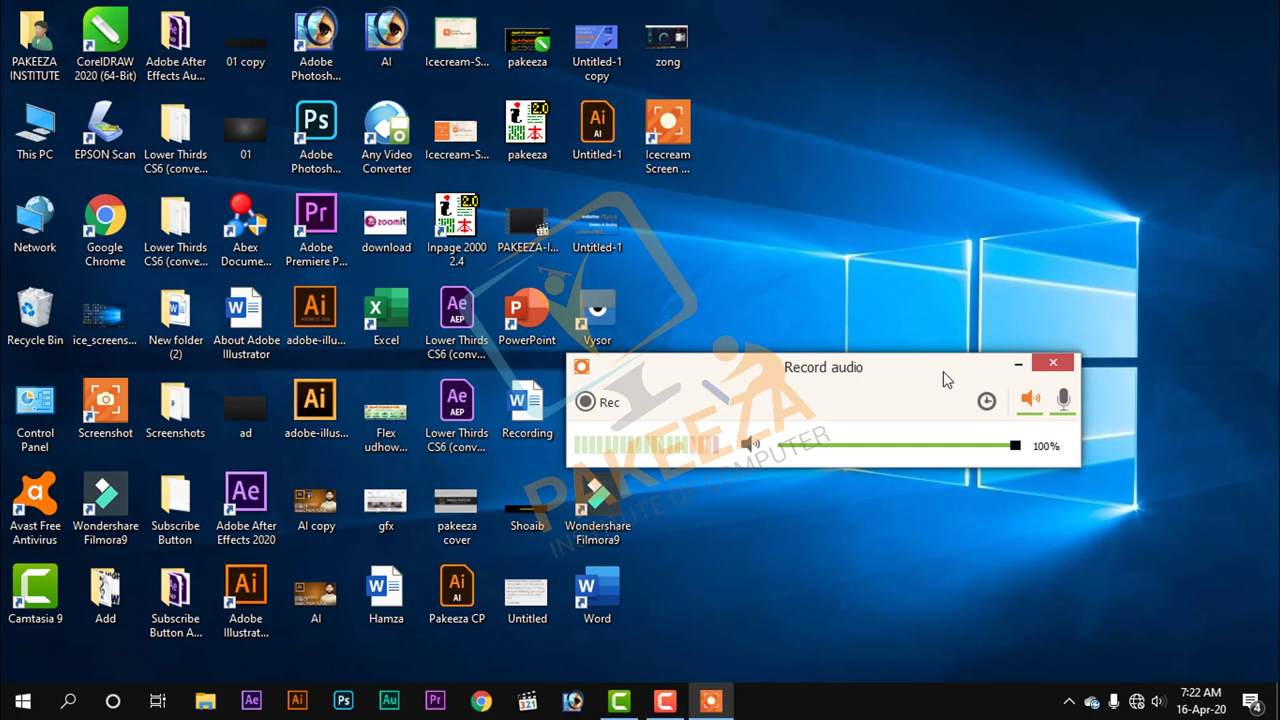 PAKEEZA
INSTITUTE
CorelDRAW
2020 (64-Bit)
Adobe After
Effects Au...
01 copy
Adobe
Photosh...
AI
Icecream-S...
pakeeza
Untitled-1
copy
zong
This PC
EPSON Scan
Lower Thirds
CS6 (conve...
01
Adobe
Photosh...
Any Video
Converter
Icecream-S...
pakeeza
Untitled-1
Icecream
Screen ...
Network
Google
Chrome
Lower Thirds
CS6 (conve...
Abex
Docume...
Adobe
Premiere P...
download
Inpage 2000
2.4
PAKEEZA-I...
Untitled-1
Recycle Bin
ice_screens...
New folder
(2)
About Adobe
Illustrator
adobe-illu...
Excel
Lower Thirds
CS6 (conv...
PowerPoint
Vysor
Control
Panel
Screenshot
Screenshots
ad
adobe-illus...
Flex
udhow...
Lower Thirds
CS6 (conv...
Recording
Record audio
Rec
100%
Avast Free
Antivirus
Wondershare
Filmora9
Subscribe
Button
Adobe After
Effects 2020
AI copy
gfx
pakeeza
cover
Shoaib
Wondershare
Filmora9
PAKEEZA
INSTITUTE OF COMPUTER
Camtasia 9
Add
Subscribe
Button A...
Adobe
Illustrat...
AI
Hamza
Pakeeza CP
Untitled
Word
7:22 AM
16-Apr-20
4